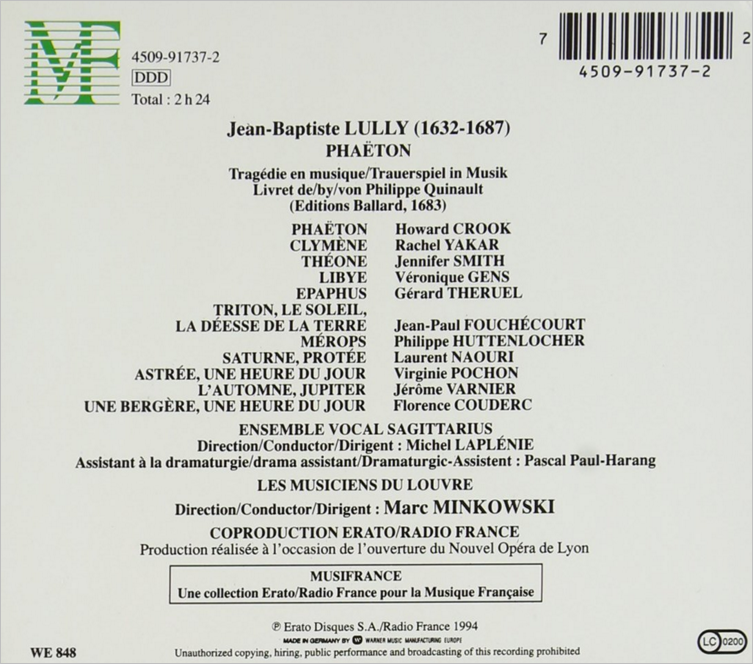 MF
4509-91737-2
DDD
Total : 2 h 24
7 4509-91737-2 2
Jean-Baptiste LULLY (1632-1687)
PHAËTON
Tragédie en musique/Trauerspiel in Musik
Livret de/by/von Philippe Quinault
(Editions Ballard, 1683)
PHAËTON Howard CROOK
CLYMÈNE Rachel YAKAR
THÉONE Jennifer SMITH
LIBYE Véronique GENS
EPAPHUS Gérard THERUEL
TRITON, LE SOLEIL,
LA DÉESSE DE LA TERRE Jean-Paul FOUCHÉCOURT
MÉROPS Philippe HUTTENLOCHER
SATURNE, PROTÉE Laurent NAOURI
ASTRÉE, UNE HEURE DU JOUR Virginie POCHON
L'AUTOMNE, JUPITER Jérôme VARNIER
UNE BERGÈRE, UNE HEURE DU JOUR Florence COUDERC
ENSEMBLE VOCAL SAGITTARIUS
Direction/Conductor/Dirigent : Michel LAPLÉNIE
Assistant à la dramaturgie/drama assistant/Dramaturgic-Assistent : Pascal Paul-Harang
LES MUSICIENS DU LOUVRE
Direction/Conductor/Dirigent : Marc MINKOWSKI
COPRODUCTION ERATO/RADIO FRANCE
Production réalisée à l'occasion de l'ouverture du Nouvel Opéra de Lyon
MUSIFRANCE
Une collection Erato/Radio France pour la Musique Française
℗ Erato Disques S.A./Radio France 1994
MADE IN GERMANY BY WARNER MUSIC MANUFACTURING EUROPE
WE 848
Unauthorized copying, hiring, public performance and broadcasting of this recording prohibited
LC 0200